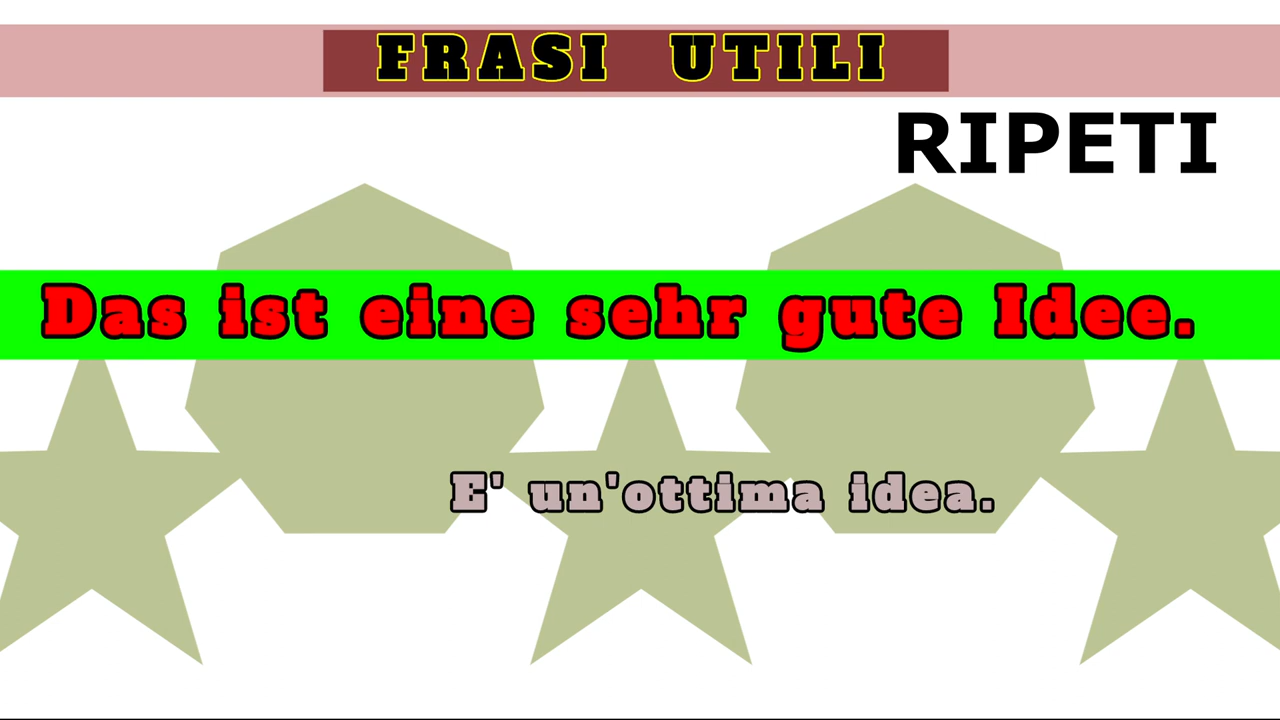 FRASI UTILI
RIPETI
Das ist eine sehr gute Idee.
E' un'ottima idea.